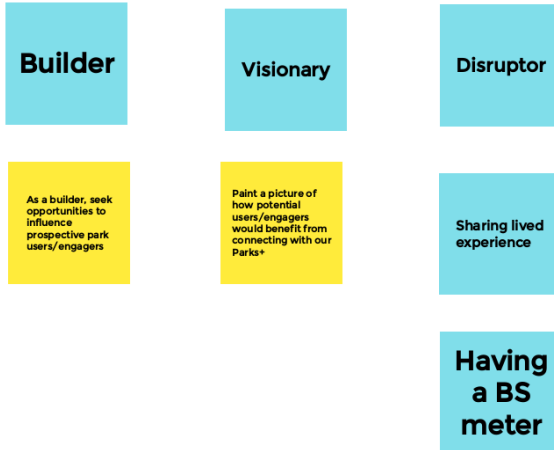 Builder
Visionary
Disruptor
As a builder, seek
opportunities to
influence
prospective park
users/engagers
Paint a picture of
how potential
users/engagers
would benefit from
connecting with our
Parks+
Sharing lived
experience
Having
a BS
meter